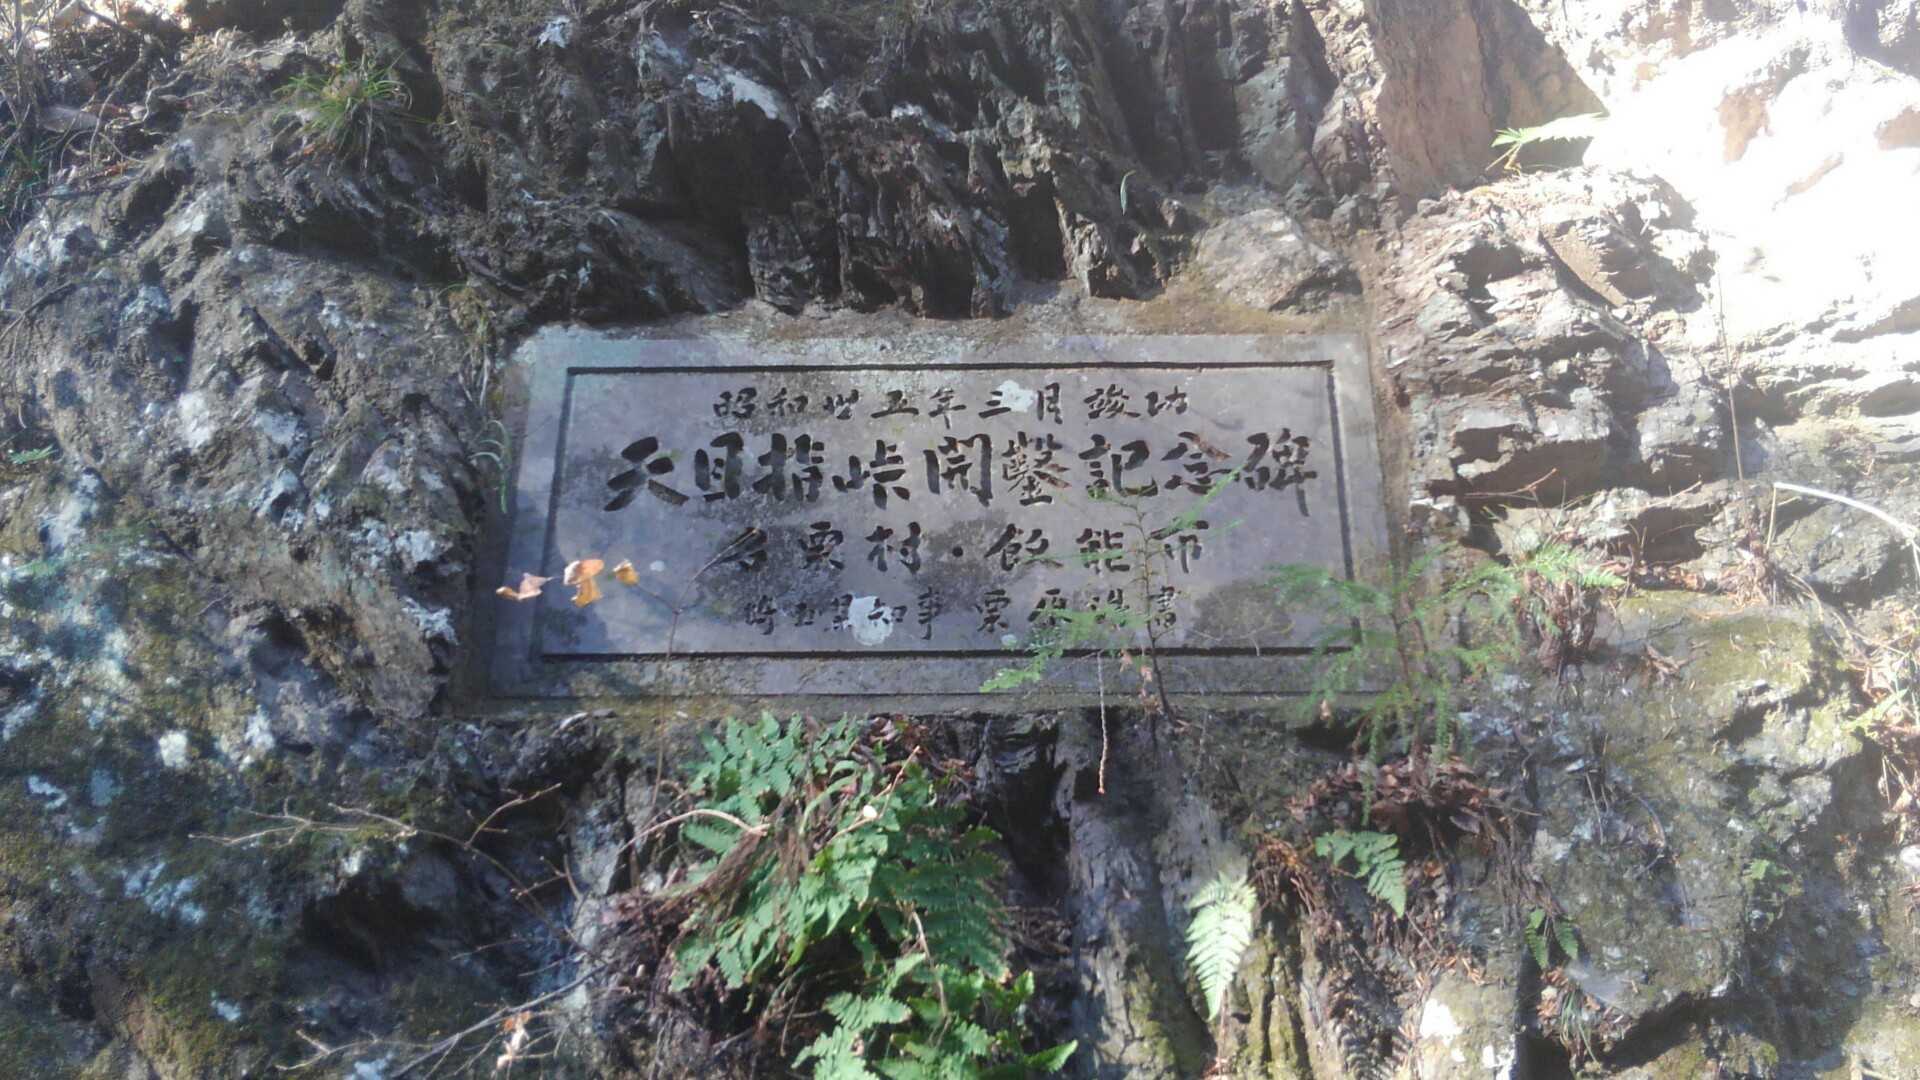 昭和卅五年三月竣功
天目指峠開鑿記念碑
名栗村・飯能市
埼玉県知事 栗原浩書